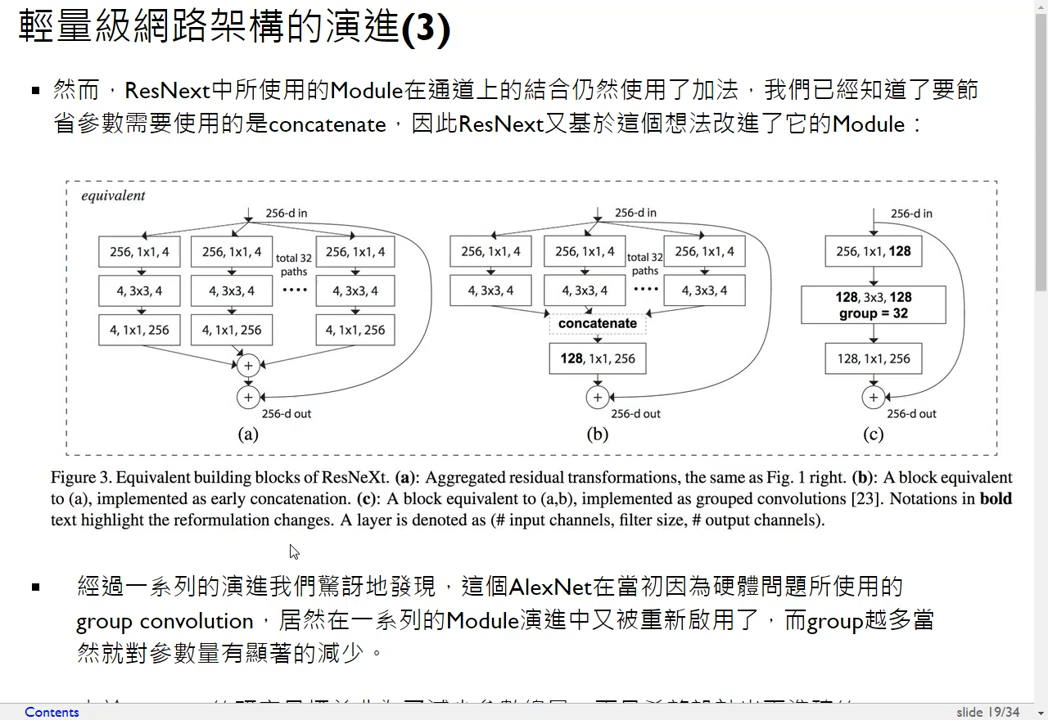 輕量級網路架構的演進(3)
然而，ResNext中所使用的Module在通道上的結合仍然使用了加法，我們已經知道了要節
省參數需要使用的是concatenate，因此ResNext又基於這個想法改進了它的Module：
equivalent
256-d in
256, 1x1, 4
256, 1x1, 4
total 32 paths
256, 1x1, 4
4, 3x3, 4
4, 3x3, 4
....
4, 3x3, 4
4, 1x1, 256
4, 1x1, 256
4, 1x1, 256
+
+
256-d out
(a)
256-d in
256, 1x1, 4
256, 1x1, 4
total 32 paths
256, 1x1, 4
4, 3x3, 4
4, 3x3, 4
....
4, 3x3, 4
concatenate
128, 1x1, 256
+
256-d out
(b)
256-d in
256, 1x1, 128
128, 3x3, 128
group = 32
128, 1x1, 256
+
256-d out
(c)
Figure 3. Equivalent building blocks of ResNeXt. (a): Aggregated residual transformations, the same as Fig. 1 right. (b): A block equivalent
to (a), implemented as early concatenation. (c): A block equivalent to (a,b), implemented as grouped convolutions [23]. Notations in bold
text highlight the reformulation changes. A layer is denoted as (# input channels, filter size, # output channels).
經過一系列的演進我們驚訝地發現，這個AlexNet在當初因為硬體問題所使用的
group convolution，居然在一系列的Module演進中又被重新啟用了，而group越多當
然就對參數量有顯著的減少。
Contents
slide 19/34